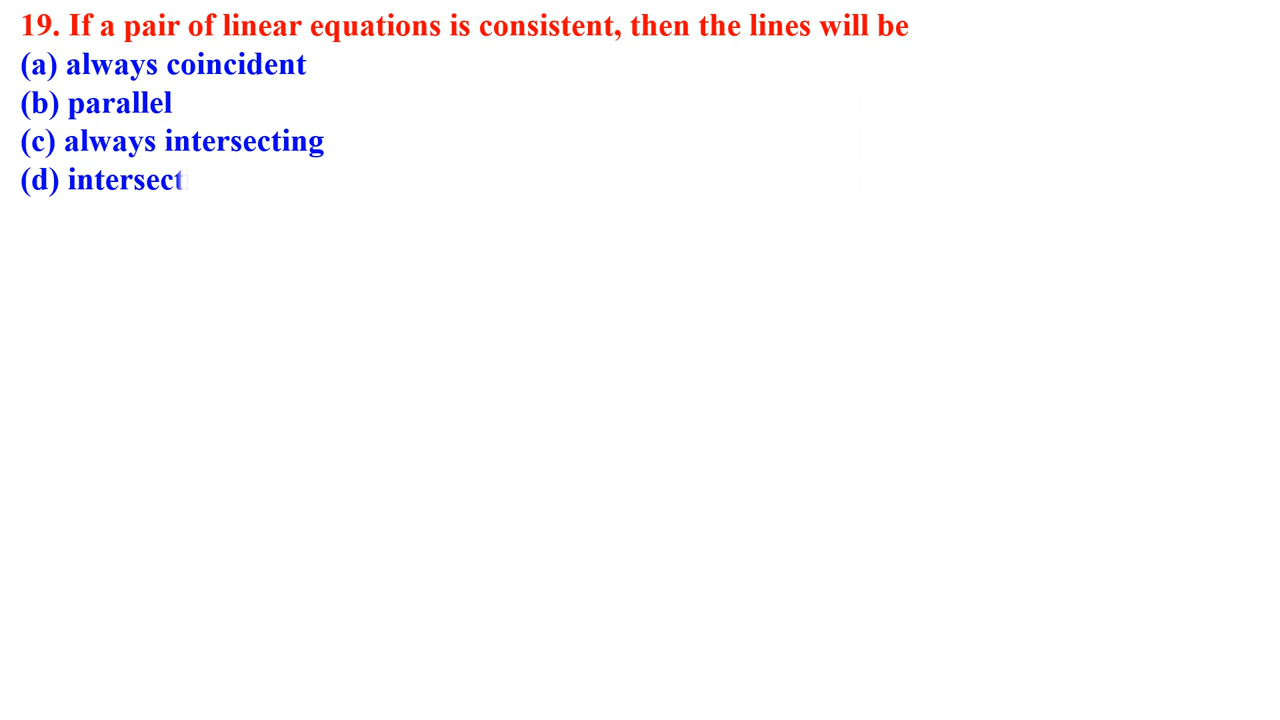 19. If a pair of linear equations is consistent, then the lines will be
(a) always coincident
(b) parallel
(c) always intersecting
(d) intersect